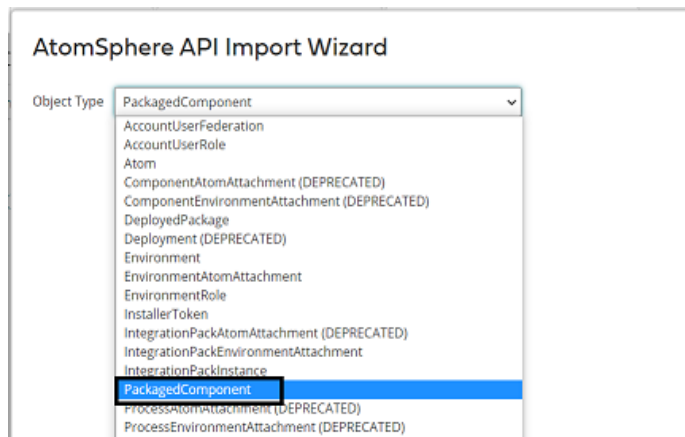 AtomSphere API Import Wizard
Object Type PackagedComponent
AccountUserFederation
AccountUserRole
Atom
ComponentAtomAttachment (DEPRECATED)
ComponentEnvironmentAttachment (DEPRECATED)
DeployedPackage
Deployment (DEPRECATED)
Environment
EnvironmentAtomAttachment
EnvironmentRole
InstallerToken
IntegrationPackAtomAttachment (DEPRECATED)
IntegrationPackEnvironmentAttachment
IntegrationPackInstance
PackagedComponent
ProcessAtomAttachment (DEPRECATED)
ProcessEnvironmentAttachment (DEPRECATED)